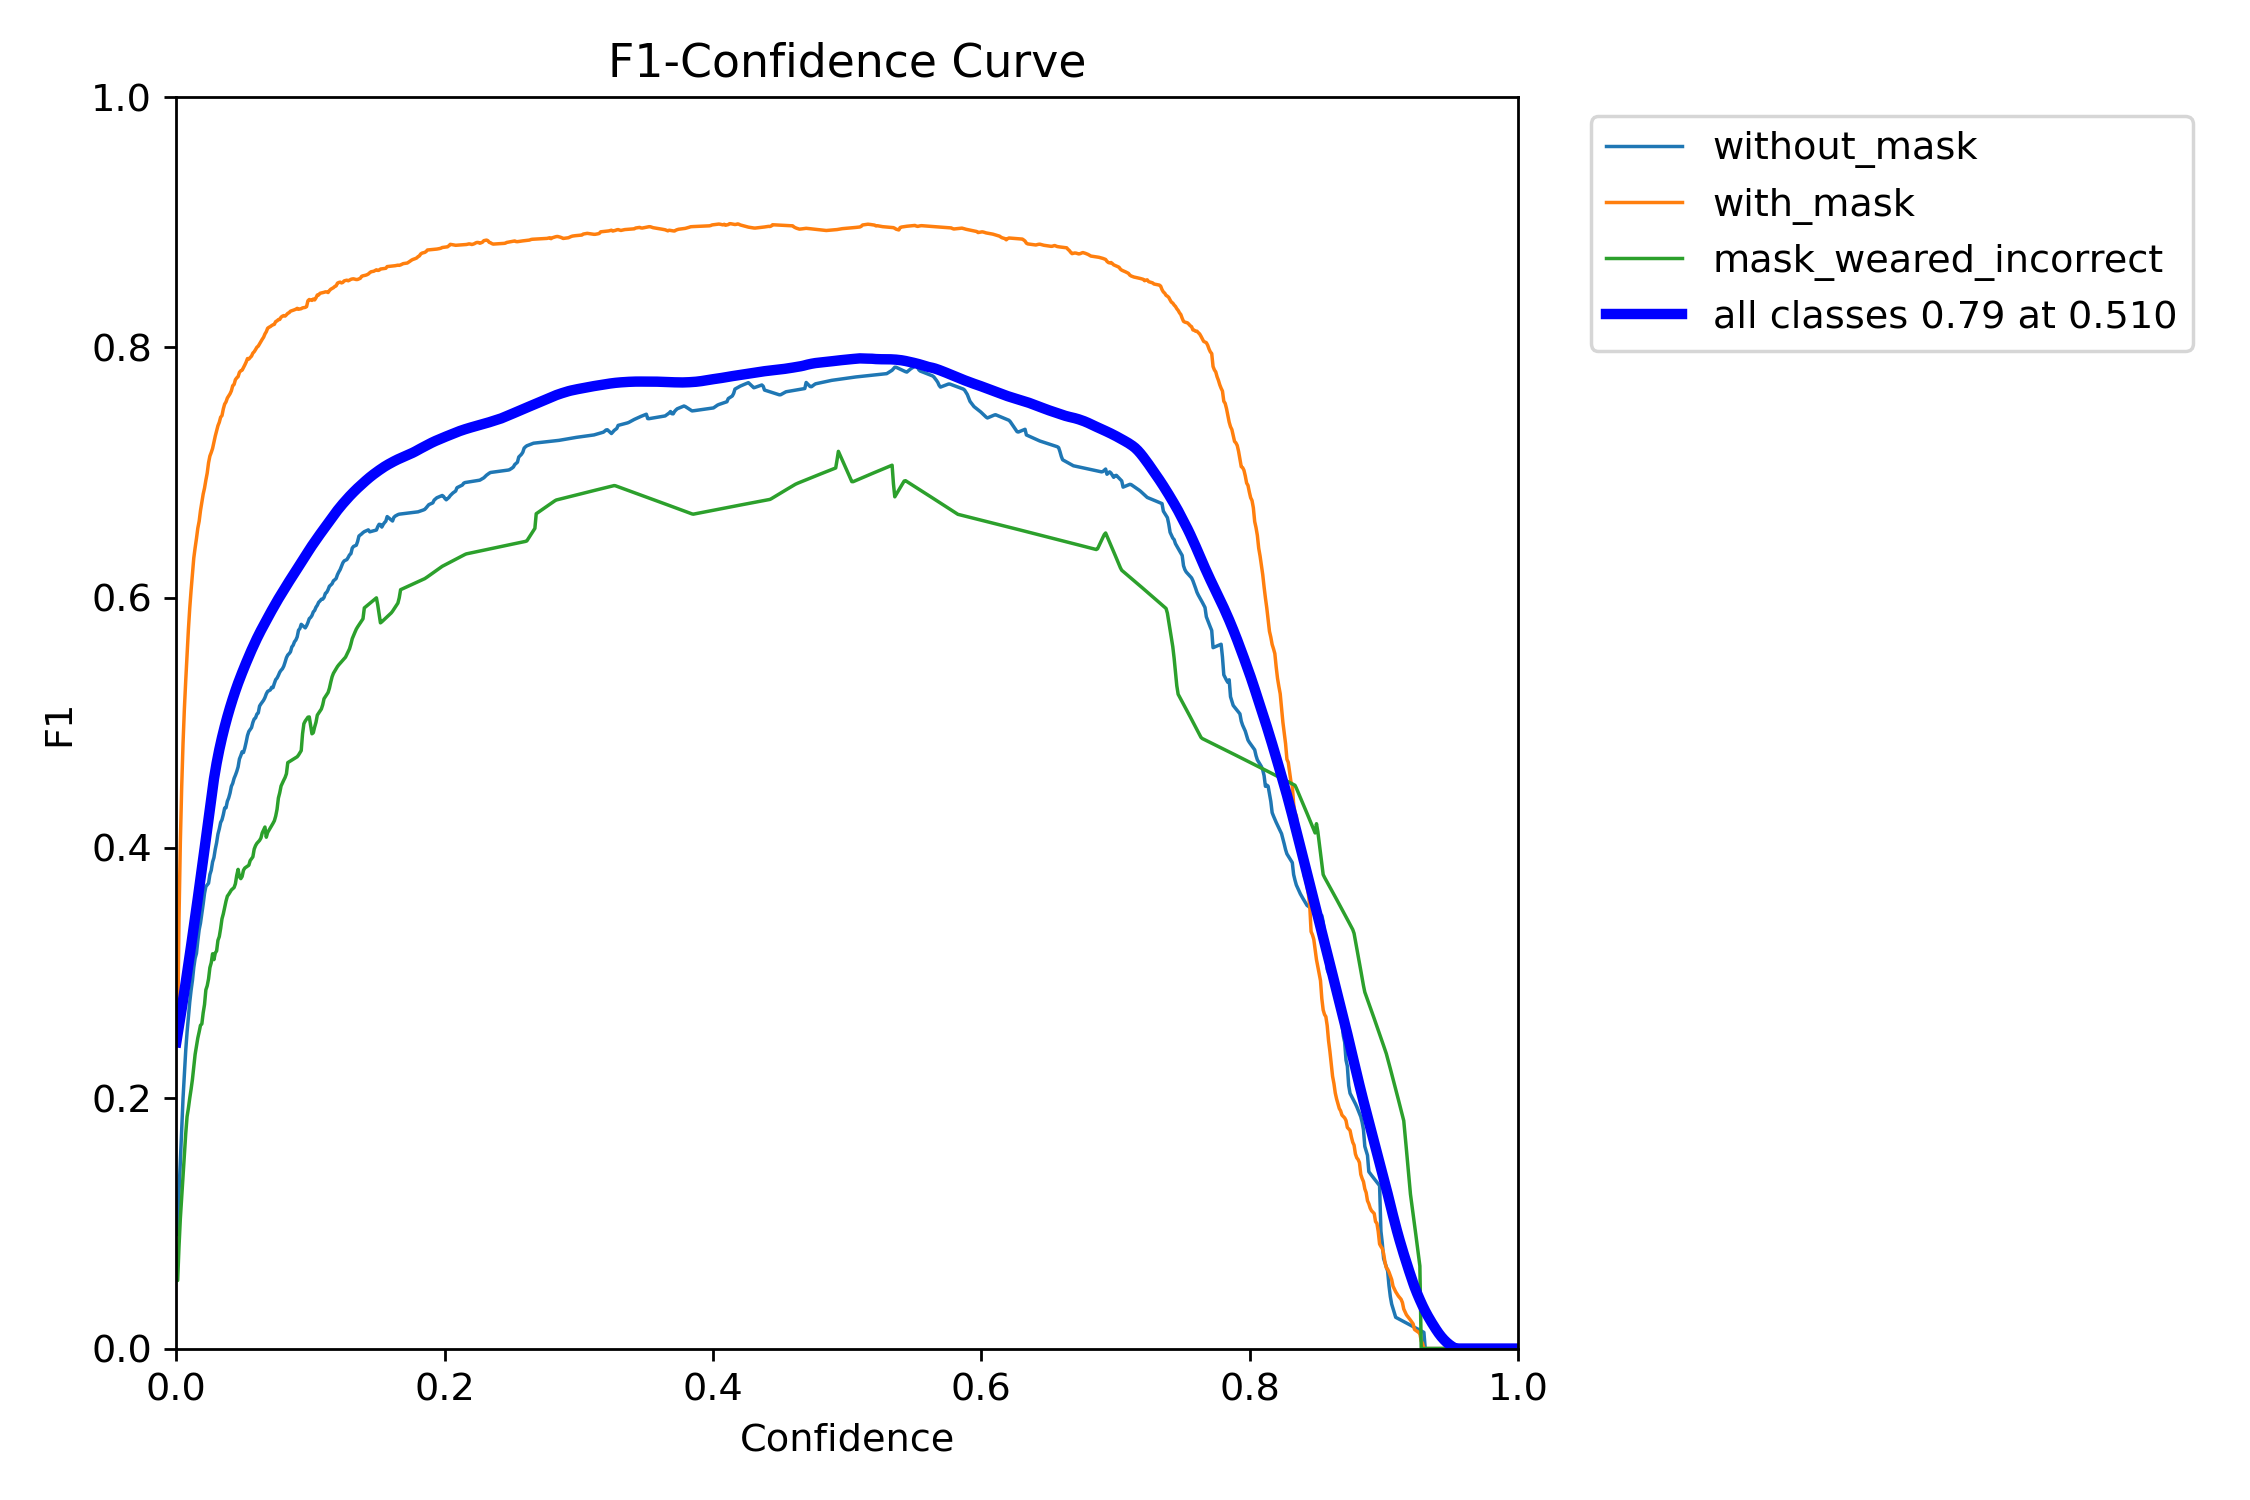 F1-Confidence Curve
1.0
0.8
0.6
0.4
0.2
0.0
F1
0.0 0.2 0.4 0.6 0.8 1.0
Confidence
without_mask
with_mask
mask_weared_incorrect
all classes 0.79 at 0.510